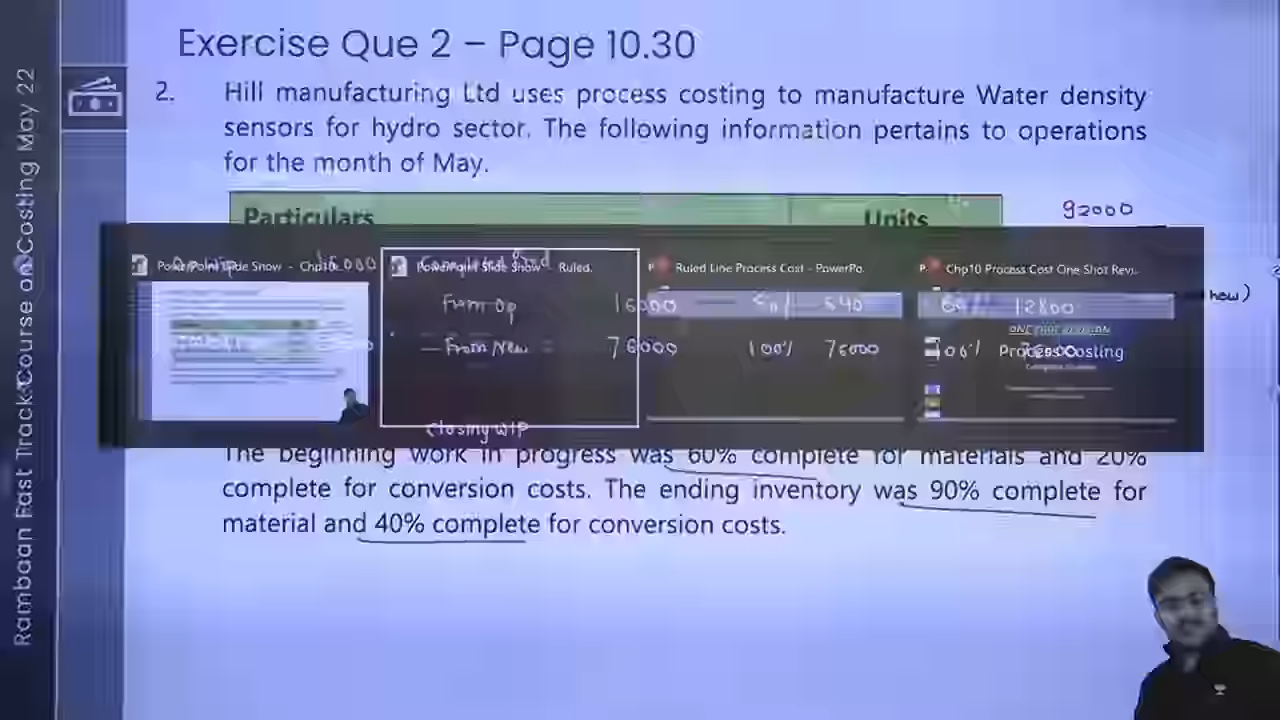 Rambaan Fast Track Course on Costing May 22
Exercise Que 2 – Page 10.30
2. Hill manufacturing Ltd uses process costing to manufacture Water density
sensors for hydro sector. The following information pertains to operations
for the month of May.
Particulars Units
92000
PowerPoint Slide Show - Chp10
PowerPoint Slide Show - Ruled.
Ruled Line Process Cost - PowerPo.
Chp10 Process Cost One Shot Revi.
how)
From Op 16000 12800
From New 76000 100% 76000
ONE SHOT REVISION
Process Costing
Closing WIP
The beginning work in progress was 60% complete for materials and 20%
complete for conversion costs. The ending inventory was 90% complete for
material and 40% complete for conversion costs.